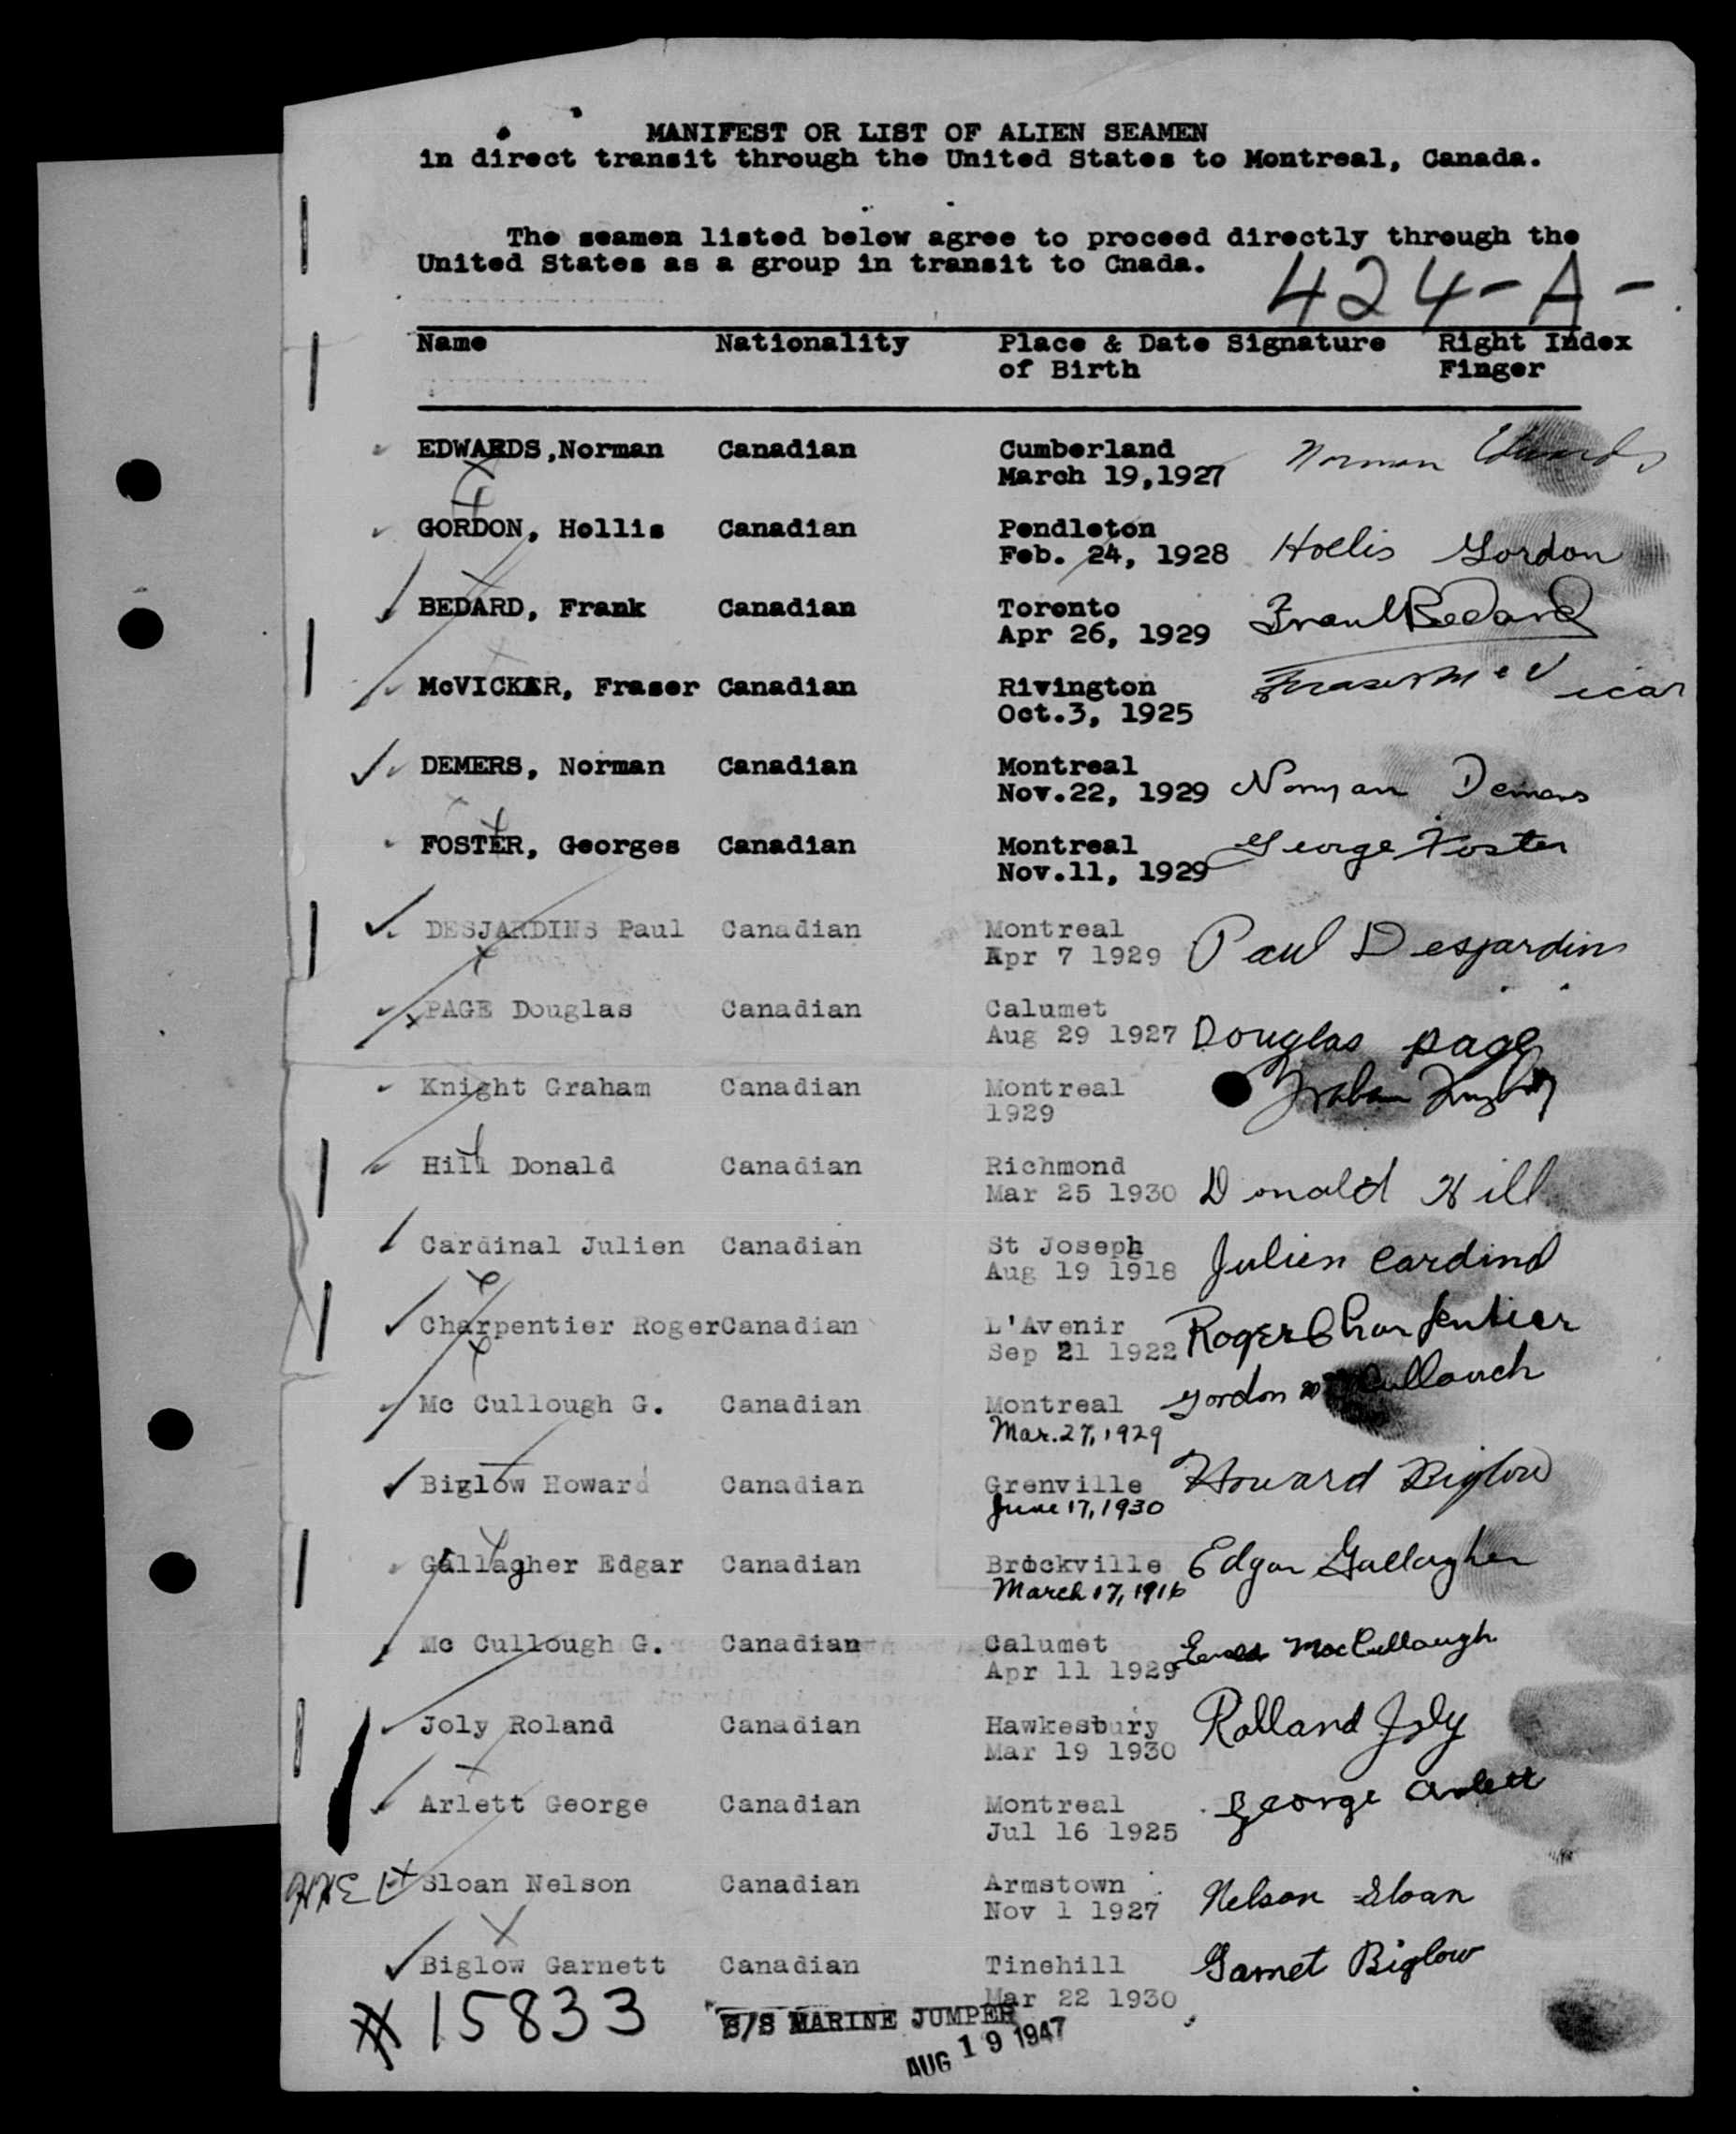 MANIFEST OR LIST OF ALIEN SEAMEN
in direct transit through the United States to Montreal, Canada.
The seamen listed below agree to proceed directly through the
United States as a group in transit to Cnada.
424-A-
Name Nationality Place & Date Signature Right Index
of Birth Finger
EDWARDS,Norman Canadian Cumberland Norman Edwards
March 19,1927
GORDON, Hollis Canadian Pendleton
Feb. 24, 1928 Hollis Gordon
BEDARD, Frank Canadian Toronto Frank Bedard
Apr 26, 1929
McVICKAR, Fraser Canadian Rivington Fraser McVicar
Oct.3, 1925
DEMERS, Norman Canadian Montreal
Nov.22, 1929 Norman Demers
FOSTER, Georges Canadian Montreal George Foster
Nov.11, 1929
DESJARDINS Paul Canadian Montreal
Apr 7 1929 Paul Desjardins
PAGE Douglas Canadian Calumet
Aug 29 1927 Douglas page
Knight Graham Canadian Montreal Graham
1929
Hill Donald Canadian Richmond
Mar 25 1930 Donald Hill
Cardinal Julien Canadian St Joseph Julien Cardinal
Aug 19 1918
Charpentier Roger Canadian L'Avenir Roger Charpentier
Sep 21 1922
Mc Cullough G. Canadian Montreal Gordon
Mar.27,1929
Biglow Howard Canadian Grenville Howard Biglow
June 17,1930
Gallagher Edgar Canadian Brockville Edgar Gallagher
March 17, 1916
Mc Cullough G. Canadian Calumet MacCullough
Apr 11 1929
Joly Roland Canadian Hawkesbury Rolland Joly
Mar 19 1930
Arlett George Canadian Montreal George Arlett
Jul 16 1925
Sloan Nelson Canadian Armstown Nelson Sloan
Nov 1 1927
Biglow Garnett Canadian Tinehill Garnet Biglow
Mar 22 1930
# 15833 S/S MARINE JUMPER
AUG 19 1947